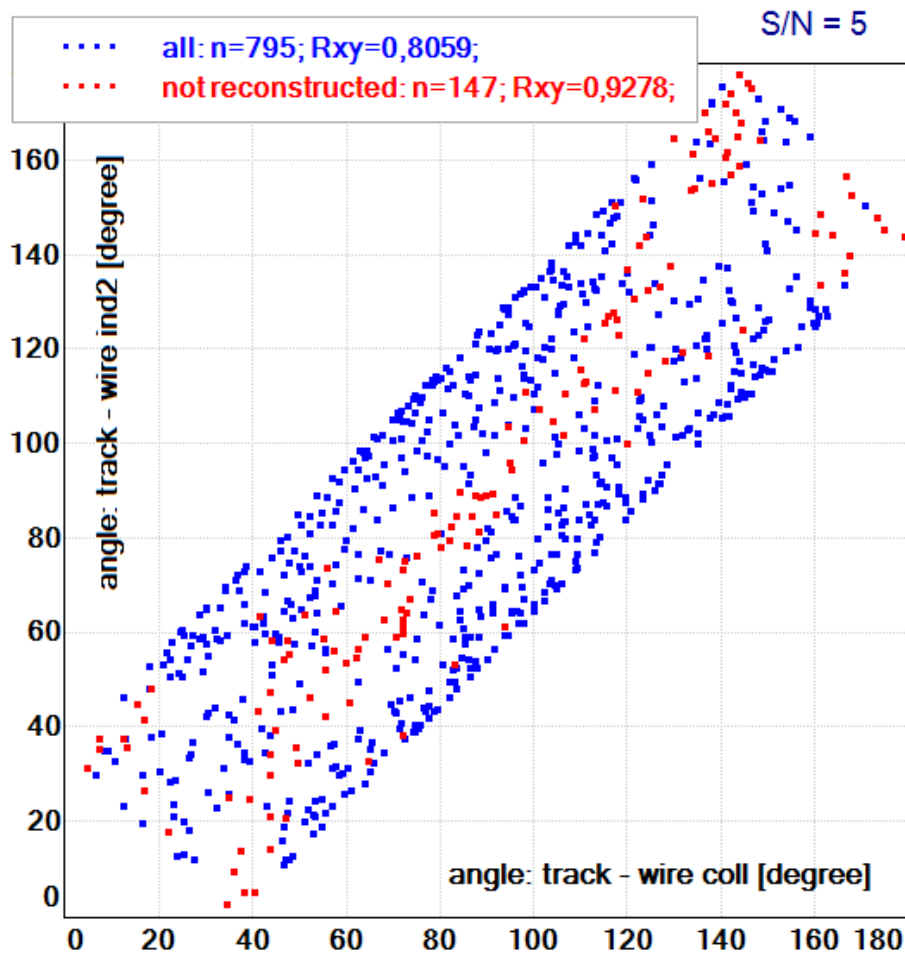 S/N = 5
all: n=795; Rxy=0,8059;
not reconstructed: n=147; Rxy=0,9278;
160
140
120
100
80
60
40
20
0
angle: track - wire ind2 [degree]
angle: track - wire coll [degree]
0 20 40 60 80 100 120 140 160 180